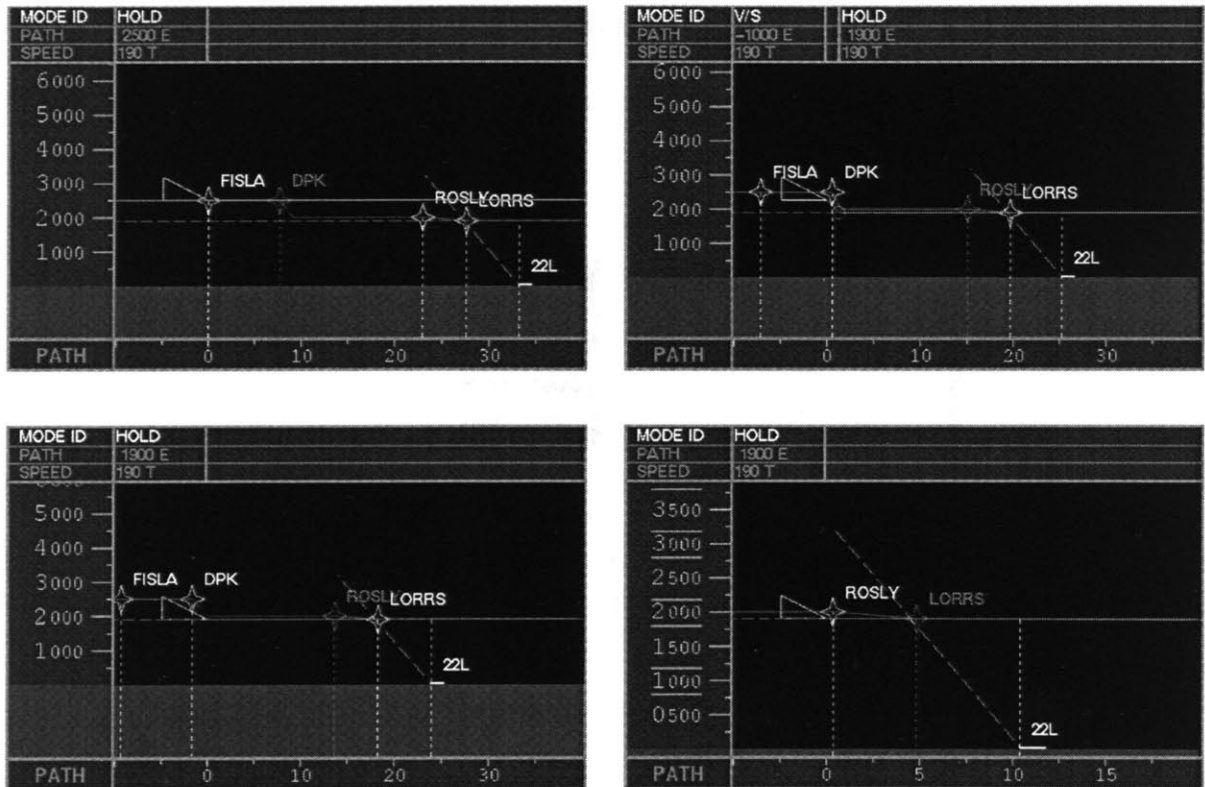 MODE ID HOLD
PATH 2500 E
SPEED 190 T
6000
5000
4000
3000 FISLA DPK
2000 ROSLY LORRS
1000 22L
PATH 0 10 20 30
MODE ID V/S HOLD
PATH -1000 E 1900 E
SPEED 190 T 190 T
6000
5000
4000
3000 FISLA DPK
2000 ROSLY LORRS
1000 22L
PATH 0 10 20 30
MODE ID HOLD
PATH 1900 E
SPEED 190 T
5000
4000
3000 FISLA DPK
2000 ROSLY LORRS
1000 22L
PATH 0 10 20 30
MODE ID HOLD
PATH 1900 E
SPEED 190 T
3500
3000
2500 ROSLY LORRS
2000
1500
1000
0500 22L
PATH 0 5 10 15